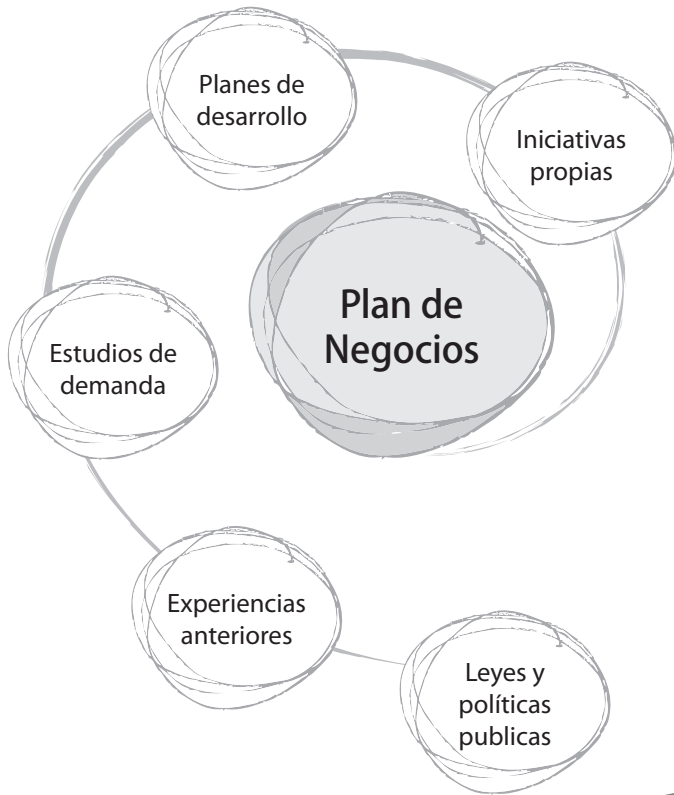 Planes de
desarrollo
Iniciativas
propias
Plan de
Negocios
Estudios de
demanda
Experiencias
anteriores
Leyes y
políticas
publicas